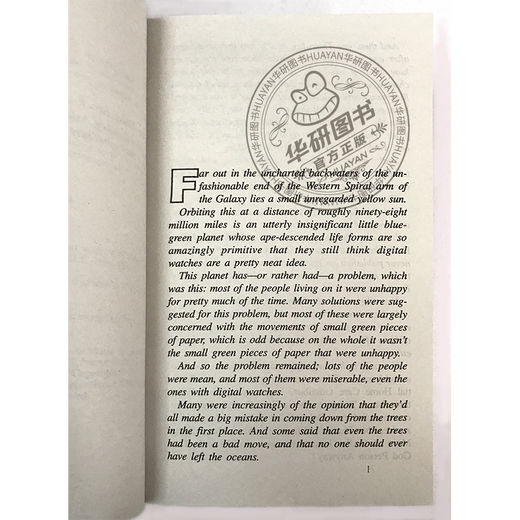 华研图书HUAYAN华研图书HUAYAN华研图书HUAYAN
华研图书
官方正版
HUAYAN
Far out in the uncharted backwaters of the un-
fashionable end of the Western Spiral arm of
the Galaxy lies a small unregarded yellow sun.
Orbiting this at a distance of roughly ninety-eight
million miles is an utterly insignificant little blue-
green planet whose ape-descended life forms are so
amazingly primitive that they still think digital
watches are a pretty neat idea.
This planet has—or rather had—a problem, which
was this: most of the people living on it were unhappy
for pretty much of the time. Many solutions were sug-
gested for this problem, but most of these were largely
concerned with the movements of small green pieces
of paper, which is odd because on the whole it wasn't
the small green pieces of paper that were unhappy.
And so the problem remained; lots of the people
were mean, and most of them were miserable, even the
ones with digital watches.
Many were increasingly of the opinion that they'd
all made a big mistake in coming down from the trees
in the first place. And some said that even the trees
had been a bad move, and that no one should ever
have left the oceans.
1